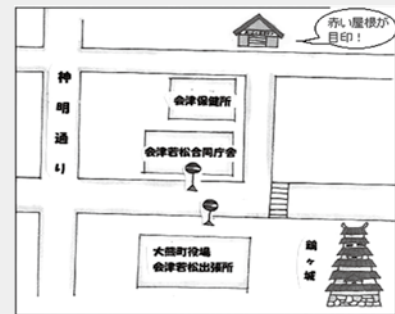 赤い屋根が
目印！
神明通り
会津保健所
会津若松合同庁舎
大熊町役場
会津若松出張所
鶴ヶ城